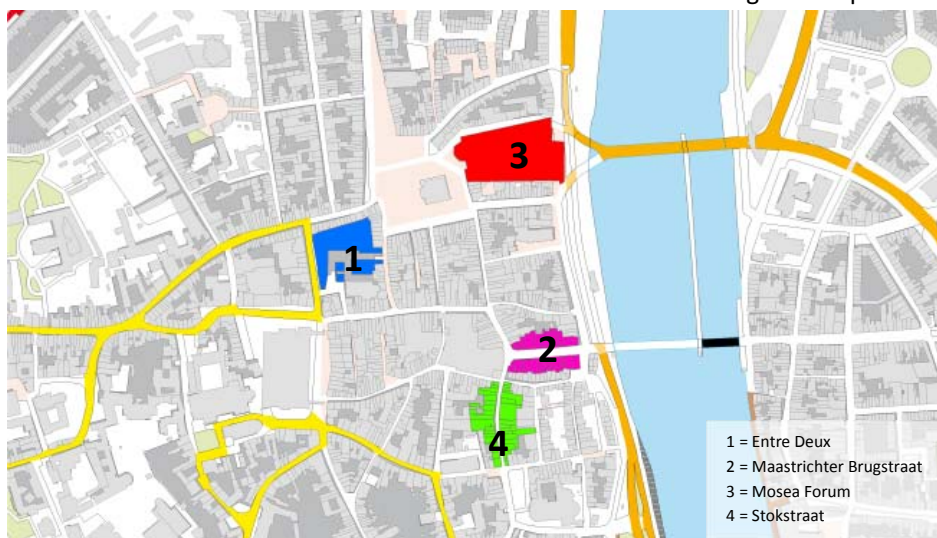 3
1
2
4
1 = Entre Deux
2 = Maastrichter Brugstraat
3 = Mosea Forum
4 = Stokstraat